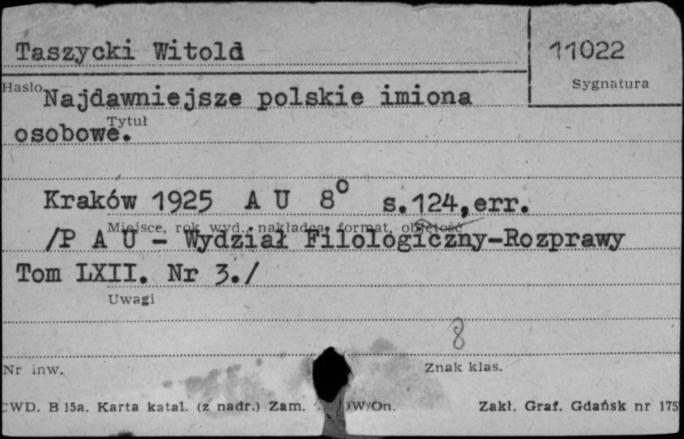 Taszycki Witold 11022
Hasło Sygnatura
Najdawniejsze polskie imiona
Tytuł
osobowe.
Kraków 1925 A U 8° s.124,err.
Miejsce, rok wyd., nakładca, format, objętość
/P A U - Wydział Filologiczny-Rozprawy
Tom LXII. Nr 3./
Uwagi
8
Nr inw. Znak klas.
CWD. B 15a. Karta katal. (z nadr.) Zam. W/On. Zakł. Graf. Gdańsk nr 175